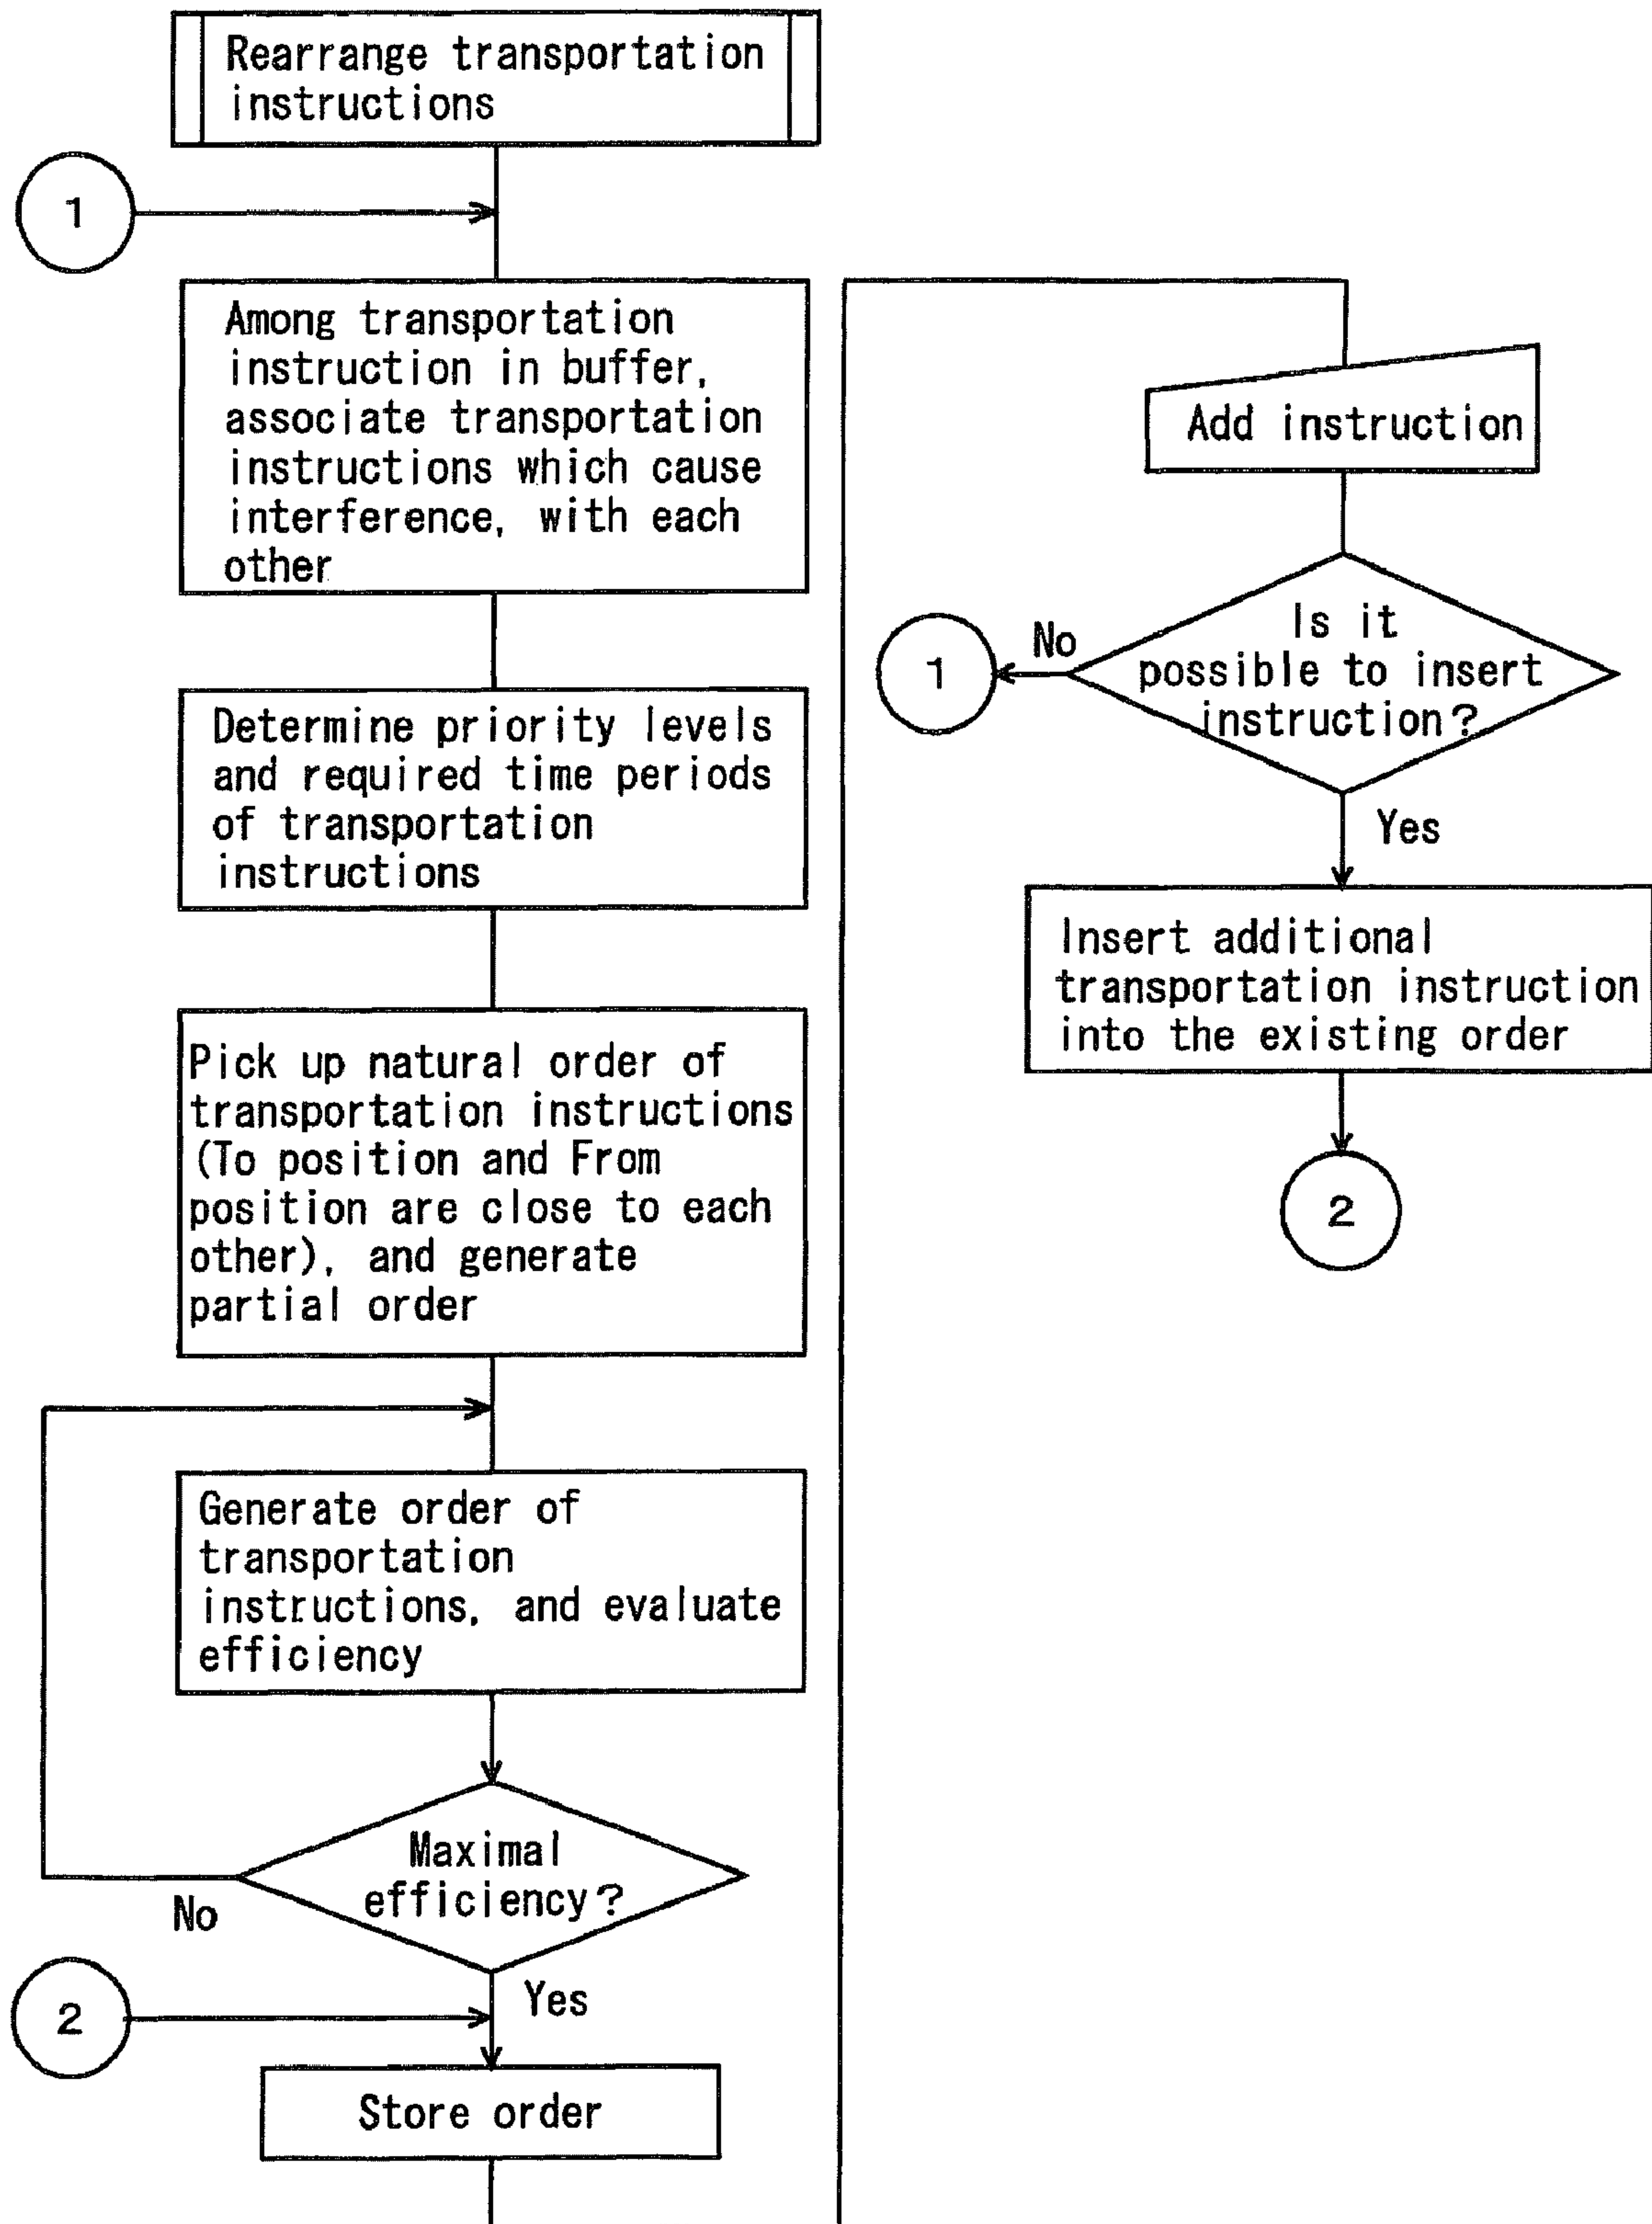 Rearrange transportation
instructions
1
Among transportation
instruction in buffer,
associate transportation
instructions which cause
interference, with each
other
Determine priority levels
and required time periods
of transportation
instructions
Pick up natural order of
transportation instructions
(To position and From
position are close to each
other), and generate
partial order
Generate order of
transportation
instructions, and evaluate
efficiency
Maximal
efficiency?
No
Yes
2
Store order
Add instruction
Is it
possible to insert
instruction?
No
1
Yes
Insert additional
transportation instruction
into the existing order
2